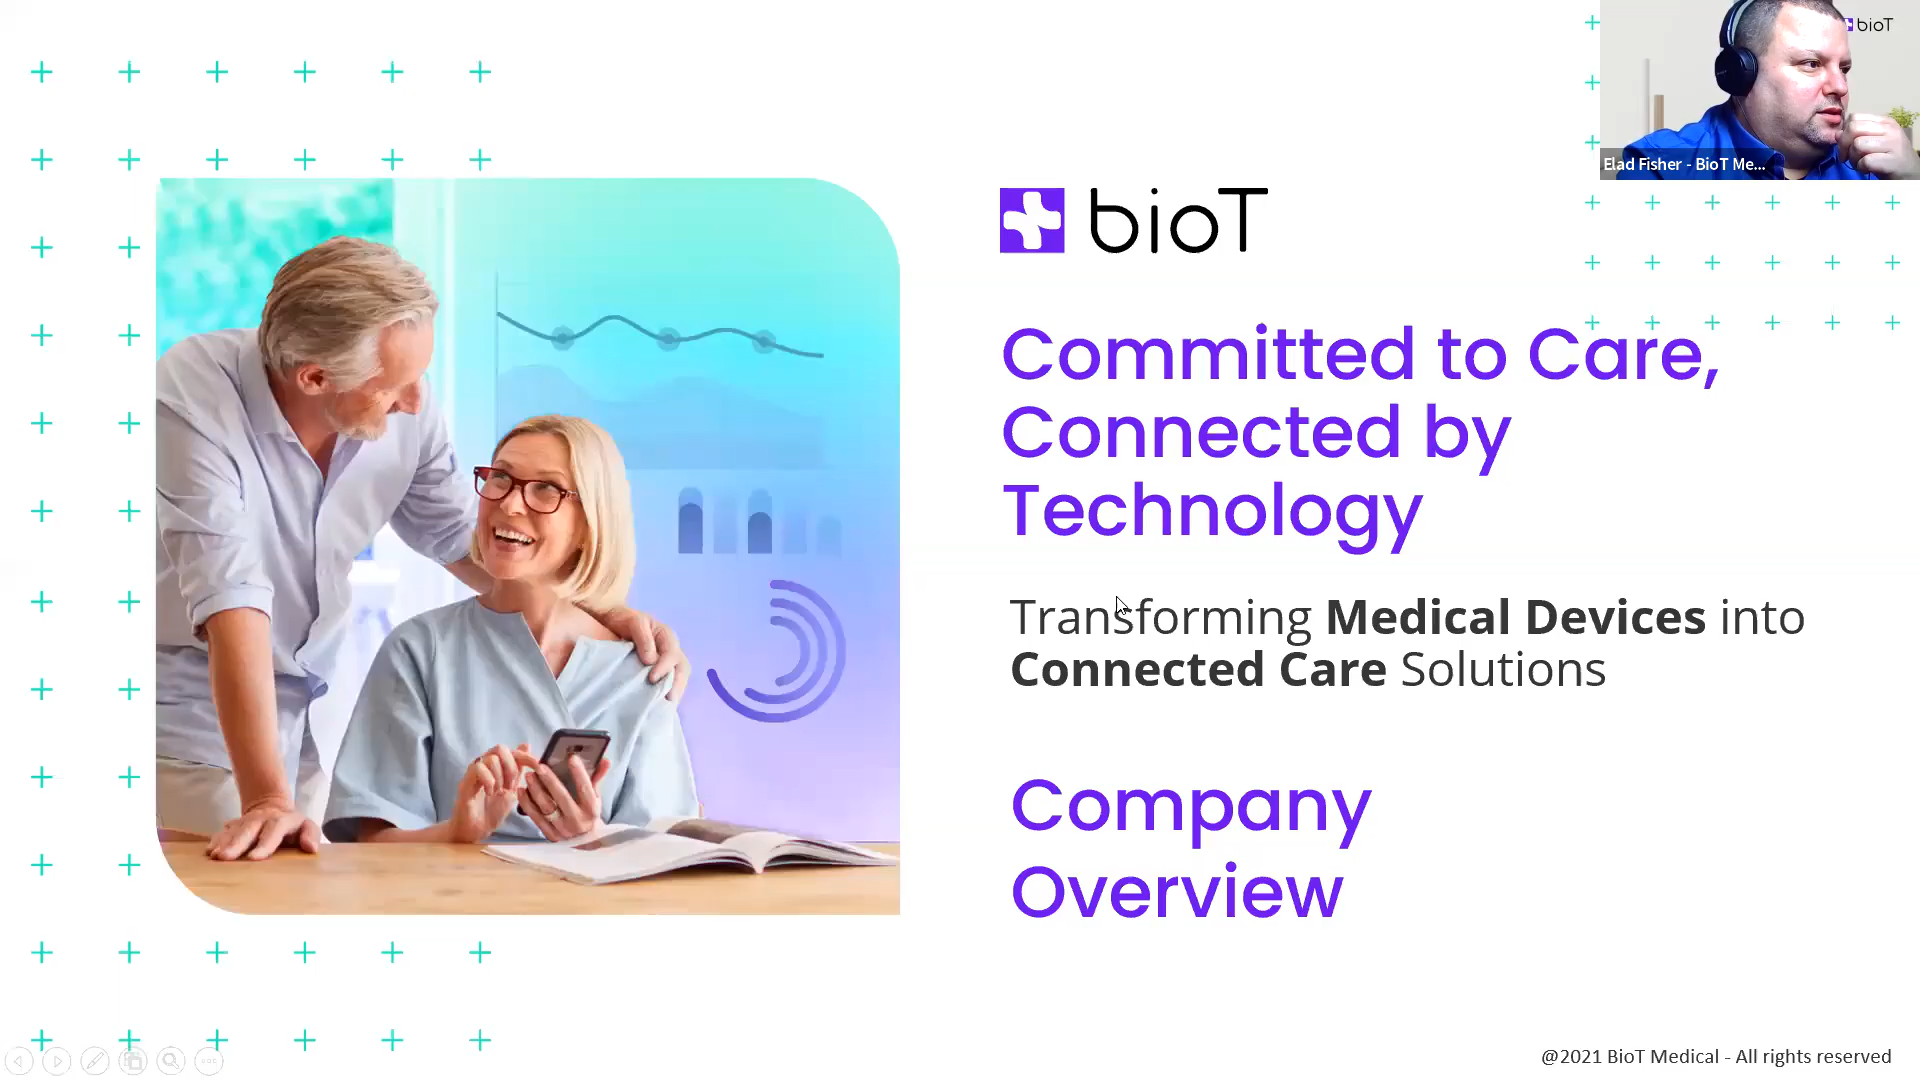 bioT
Elad Fisher - BioT Me...
bioT
Committed to Care,
Connected by
Technology
Transforming Medical Devices into
Connected Care Solutions
Company
Overview
@2021 BioT Medical - All rights reserved